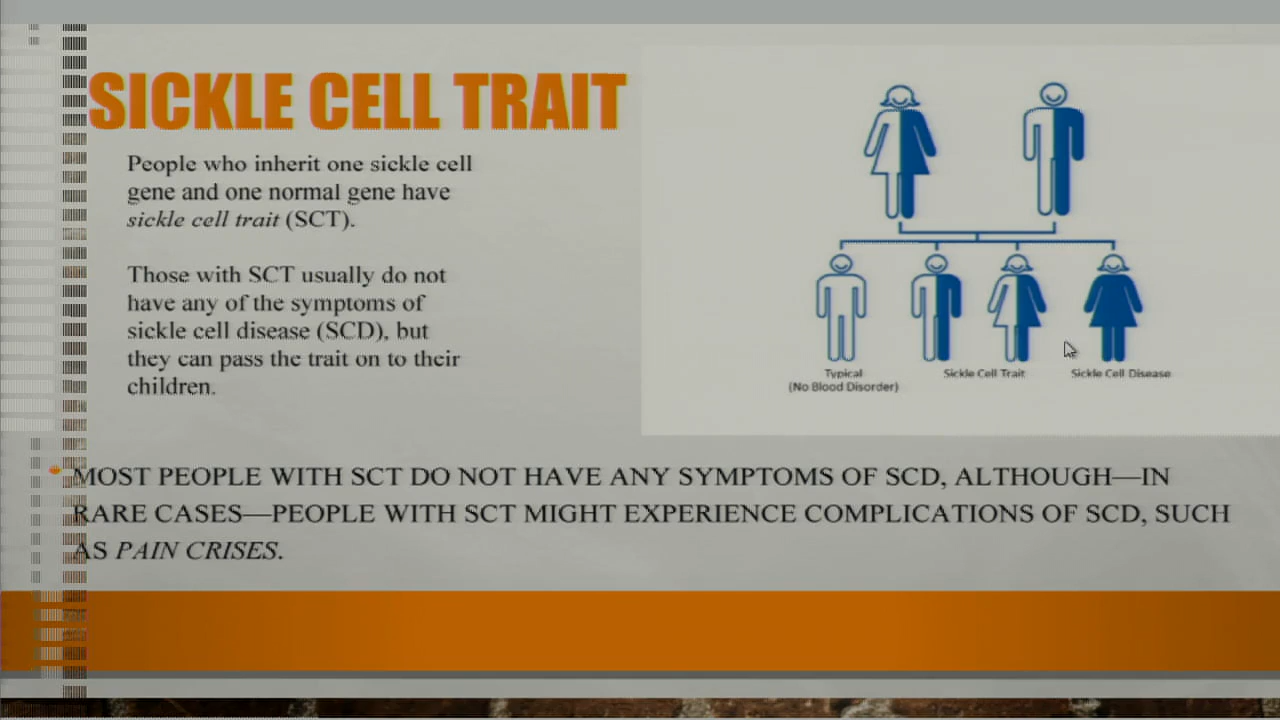 SICKLE CELL TRAIT
People who inherit one sickle cell
gene and one normal gene have
sickle cell trait (SCT).
Those with SCT usually do not
have any of the symptoms of
sickle cell disease (SCD), but
they can pass the trait on to their
children.
Typical
(No Blood Disorder)
Sickle Cell Trait
Sickle Cell Disease
MOST PEOPLE WITH SCT DO NOT HAVE ANY SYMPTOMS OF SCD, ALTHOUGH—IN
RARE CASES—PEOPLE WITH SCT MIGHT EXPERIENCE COMPLICATIONS OF SCD, SUCH
AS PAIN CRISES.